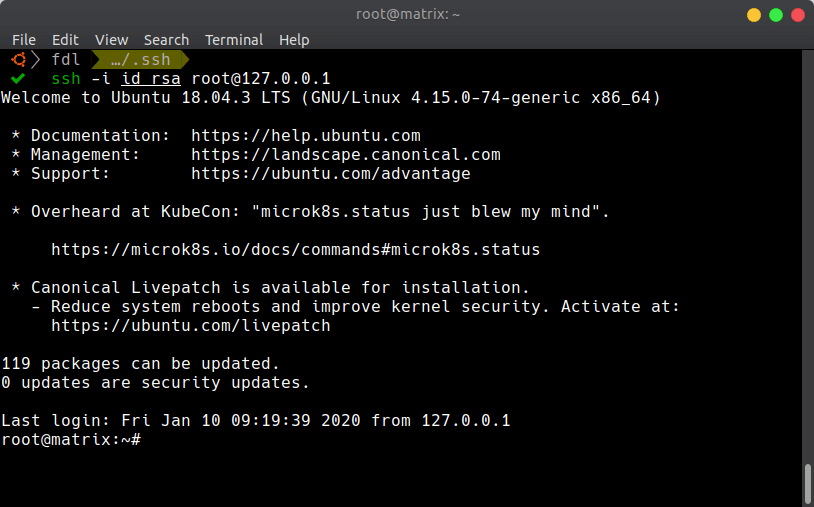 root@matrix: ~
File Edit View Search Terminal Help
fdl …/.ssh
ssh -i id_rsa root@127.0.0.1
Welcome to Ubuntu 18.04.3 LTS (GNU/Linux 4.15.0-74-generic x86_64)
* Documentation: https://help.ubuntu.com
* Management: https://landscape.canonical.com
* Support: https://ubuntu.com/advantage
* Overheard at KubeCon: "microk8s.status just blew my mind".
https://microk8s.io/docs/commands#microk8s.status
* Canonical Livepatch is available for installation.
- Reduce system reboots and improve kernel security. Activate at:
https://ubuntu.com/livepatch
119 packages can be updated.
0 updates are security updates.
Last login: Fri Jan 10 09:19:39 2020 from 127.0.0.1
root@matrix:~#